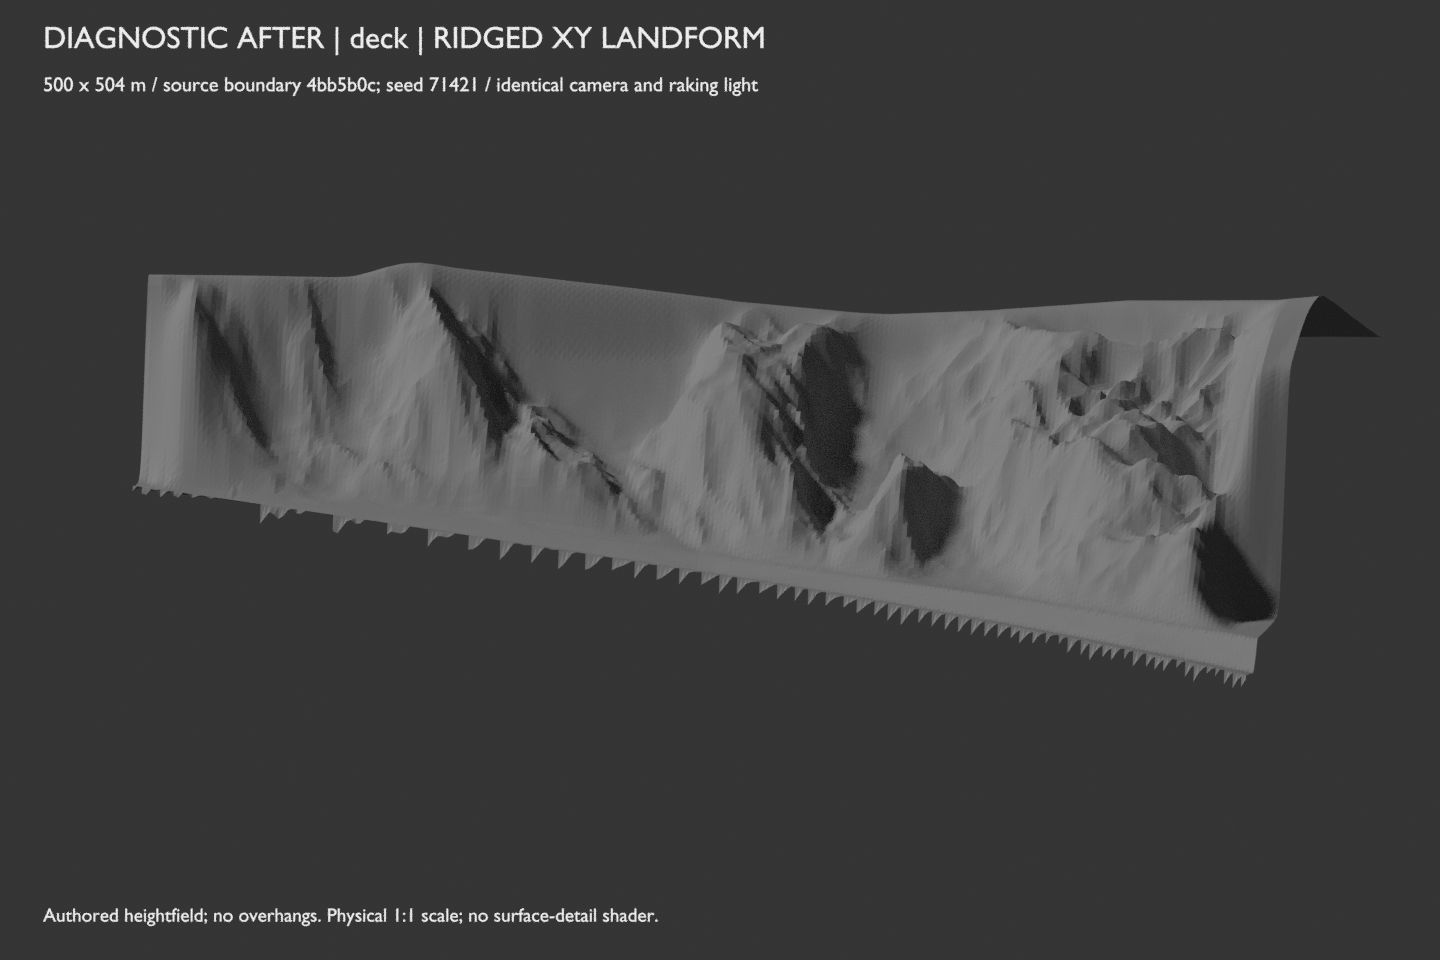 DIAGNOSTIC AFTER | deck | RIDGED XY LANDFORM
500 x 504 m / source boundary 4bb5b0c; seed 71421 / identical camera and raking light
Authored heightfield; no overhangs. Physical 1:1 scale; no surface-detail shader.